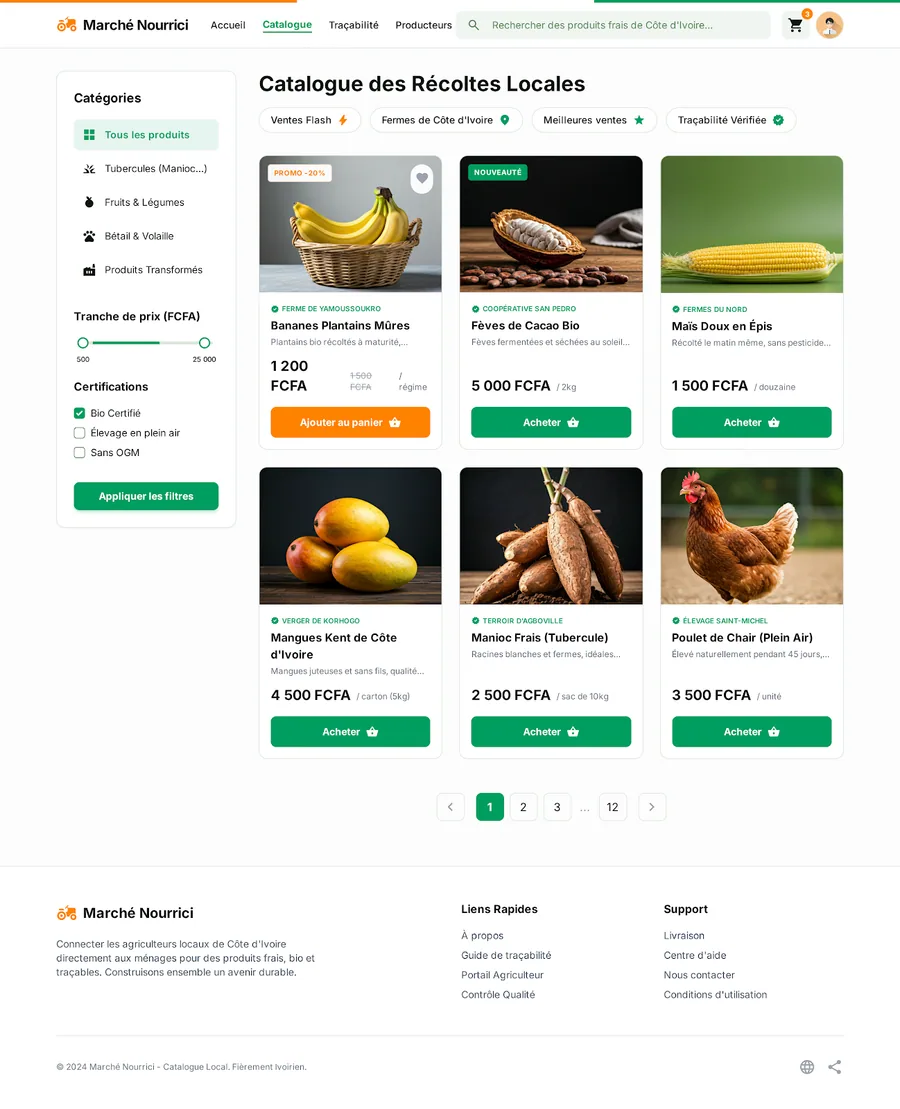 Marché Nourrici
Accueil
Catalogue
Traçabilité
Producteurs
Rechercher des produits frais de Côte d'Ivoire...
3
Catégories
Tous les produits
Tubercules (Manioc...)
Fruits & Légumes
Bétail & Volaille
Produits Transformés
Tranche de prix (FCFA)
500
25 000
Certifications
Bio Certifié
Élevage en plein air
Sans OGM
Appliquer les filtres
Catalogue des Récoltes Locales
Ventes Flash
Fermes de Côte d'Ivoire
Meilleures ventes
Traçabilité Vérifiée
PROMO -20%
FERME DE YAMOUSSOUKRO
Bananes Plantains Mûres
Plantains bio récoltés à maturité,...
1 200
FCFA
1 500
FCFA
/
régime
Ajouter au panier
NOUVEAUTÉ
COOPÉRATIVE SAN PEDRO
Fèves de Cacao Bio
Fèves fermentées et séchées au soleil...
5 000 FCFA / 2kg
Acheter
FERMES DU NORD
Maïs Doux en Épis
Récolté le matin même, sans pesticide...
1 500 FCFA / douzaine
Acheter
VERGER DE KORHOGO
Mangues Kent de Côte
d'Ivoire
Mangues juteuses et sans fils, qualité...
4 500 FCFA / carton (5kg)
Acheter
TERROIR D'AGBOVILLE
Manioc Frais (Tubercule)
Racines blanches et fermes, idéales...
2 500 FCFA / sac de 10kg
Acheter
ÉLEVAGE SAINT-MICHEL
Poulet de Chair (Plein Air)
Élevé naturellement pendant 45 jours,...
3 500 FCFA / unité
Acheter
1 2 3 ... 12
Marché Nourrici
Connecter les agriculteurs locaux de Côte d'Ivoire
directement aux ménages pour des produits frais, bio et
traçables. Construisons ensemble un avenir durable.
Liens Rapides
À propos
Guide de traçabilité
Portail Agriculteur
Contrôle Qualité
Support
Livraison
Centre d'aide
Nous contacter
Conditions d'utilisation
© 2024 Marché Nourrici - Catalogue Local. Fièrement Ivoirien.